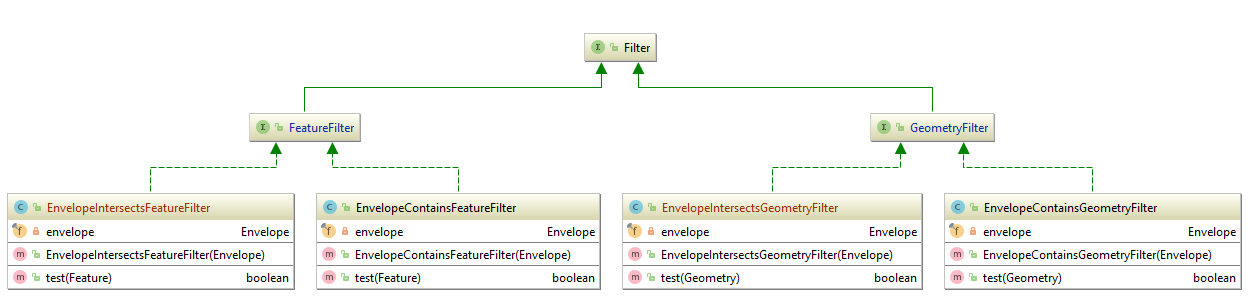 Filter
FeatureFilter
GeometryFilter
EnvelopeIntersectsFeatureFilter
envelope Envelope
EnvelopeIntersectsFeatureFilter(Envelope)
test(Feature) boolean
EnvelopeContainsFeatureFilter
envelope Envelope
EnvelopeContainsFeatureFilter(Envelope)
test(Feature) boolean
EnvelopeIntersectsGeometryFilter
envelope Envelope
EnvelopeIntersectsGeometryFilter(Envelope)
test(Geometry) boolean
EnvelopeContainsGeometryFilter
envelope Envelope
EnvelopeContainsGeometryFilter(Envelope)
test(Geometry) boolean